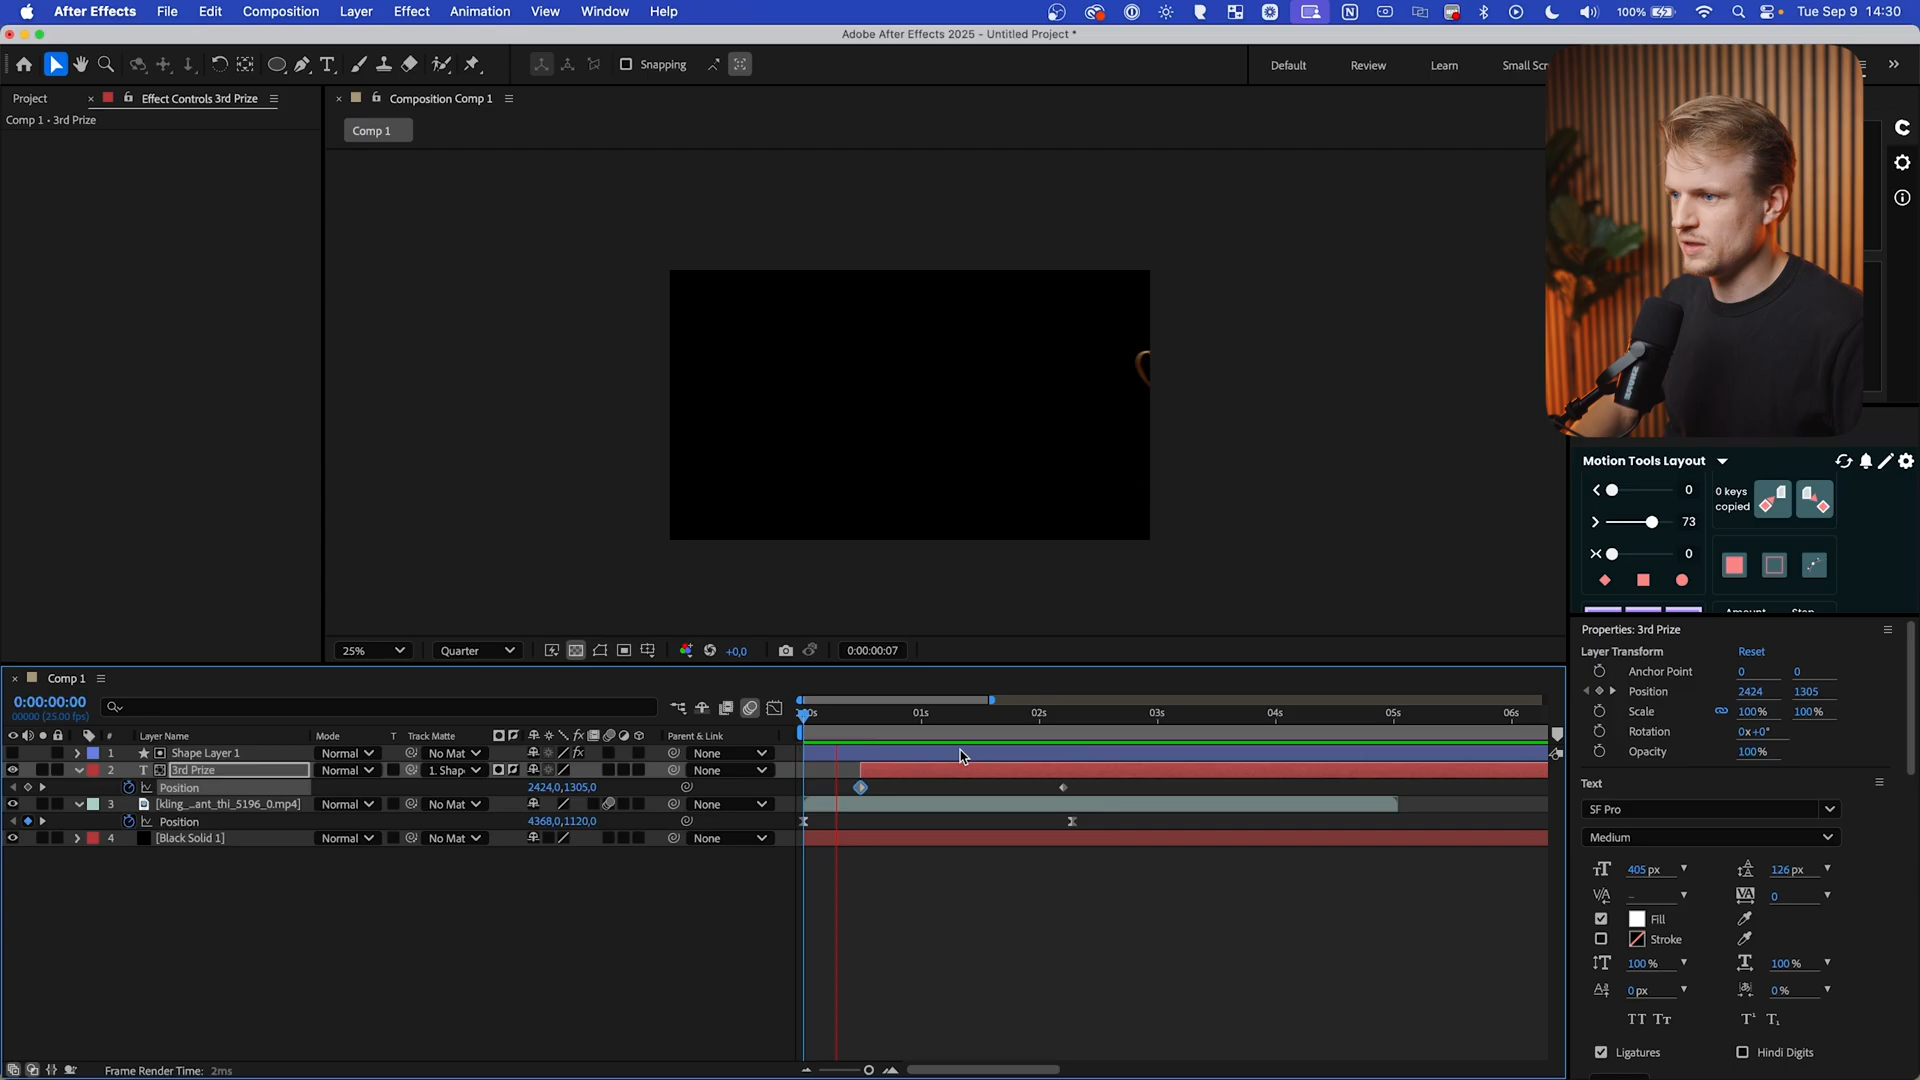 After Effects File Edit Composition Layer Effect Animation View Window Help 100% Tue Sep 9 14:30
Adobe After Effects 2025 - Untitled Project *
Snapping Default Review Learn Small Scr
Project Effect Controls 3rd Prize Composition Comp 1
Comp 1 • 3rd Prize
Comp 1
Motion Tools Layout
0
0 keys copied
73
0
Properties: 3rd Prize
Layer Transform Reset
Anchor Point 0 0
Position 2424 1305
Scale 100% 100%
Rotation 0x+0°
Opacity 100%
Text
SF Pro
Medium
405 px 126 px
0
Fill
Stroke
100 % 100 %
0 px 0 %
TT Tт T¹ T₁
Ligatures Hindi Digits
25% Quarter +0,0 0:00:00:07
Comp 1
0:00:00:00
00000 (25.00 fps)
01s 02s 03s 04s 05s 06s
# Layer Name Mode T Track Matte fx Parent & Link
1 Shape Layer 1 Normal No Mat fx None
2 T 3rd Prize Normal 1. Shap None
Position 2424,0,1305,0
3 [kling_...ant_thi_5196_0.mp4] Normal No Mat None
Position 4368,0,1120,0
4 [Black Solid 1] Normal No Mat None
Frame Render Time: 2ms